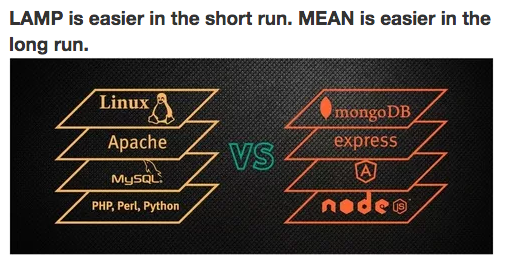 LAMP is easier in the short run. MEAN is easier in the
long run.
Linux
Apache
MySQL
PHP, Perl, Python
VS
mongoDB
express
A
node JS